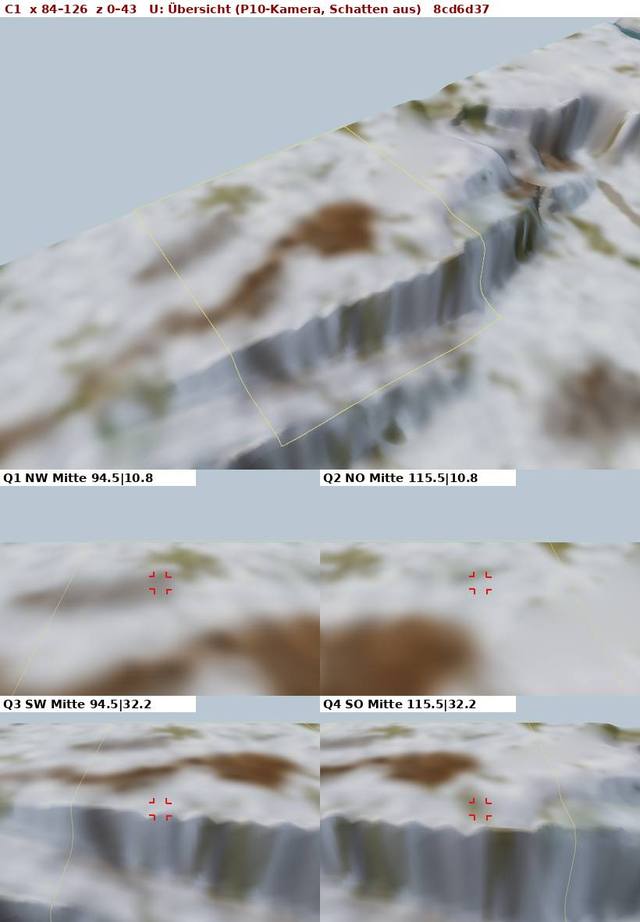 C1 x 84-126 z 0-43 U: Übersicht (P10-Kamera, Schatten aus) 8cd6d37
Q1 NW Mitte 94.5|10.8
Q2 NO Mitte 115.5|10.8
Q3 SW Mitte 94.5|32.2
Q4 SO Mitte 115.5|32.2